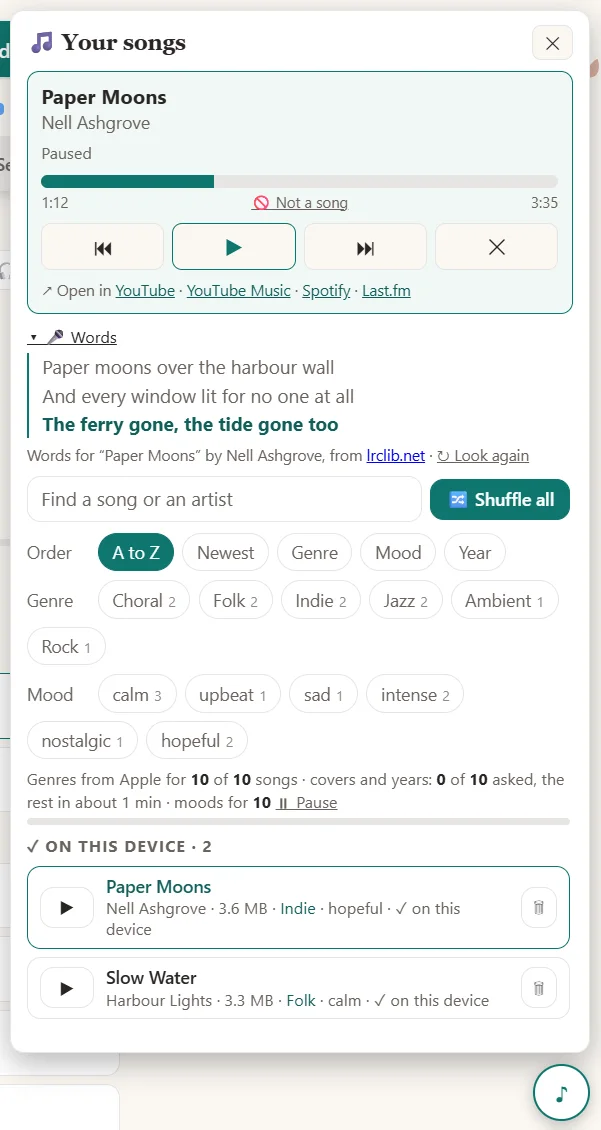 Your songs
Paper Moons
Nell Ashgrove
Paused
1:12 🚫 Not a song 3:35
↗ Open in YouTube · YouTube Music · Spotify · Last.fm
▾ 🎤 Words
Paper moons over the harbour wall
And every window lit for no one at all
The ferry gone, the tide gone too
Words for “Paper Moons” by Nell Ashgrove, from lrclib.net · ↻ Look again
Find a song or an artist
🔀 Shuffle all
Order A to Z Newest Genre Mood Year
Genre Choral 2 Folk 2 Indie 2 Jazz 2 Ambient 1
Rock 1
Mood calm 3 upbeat 1 sad 1 intense 2
nostalgic 1 hopeful 2
Genres from Apple for 10 of 10 songs · covers and years: 0 of 10 asked, the
rest in about 1 min · moods for 10 ⏸ Pause
✓ ON THIS DEVICE · 2
Paper Moons
Nell Ashgrove · 3.6 MB · Indie · hopeful · ✓ on this
device
Slow Water
Harbour Lights · 3.3 MB · Folk · calm · ✓ on this device